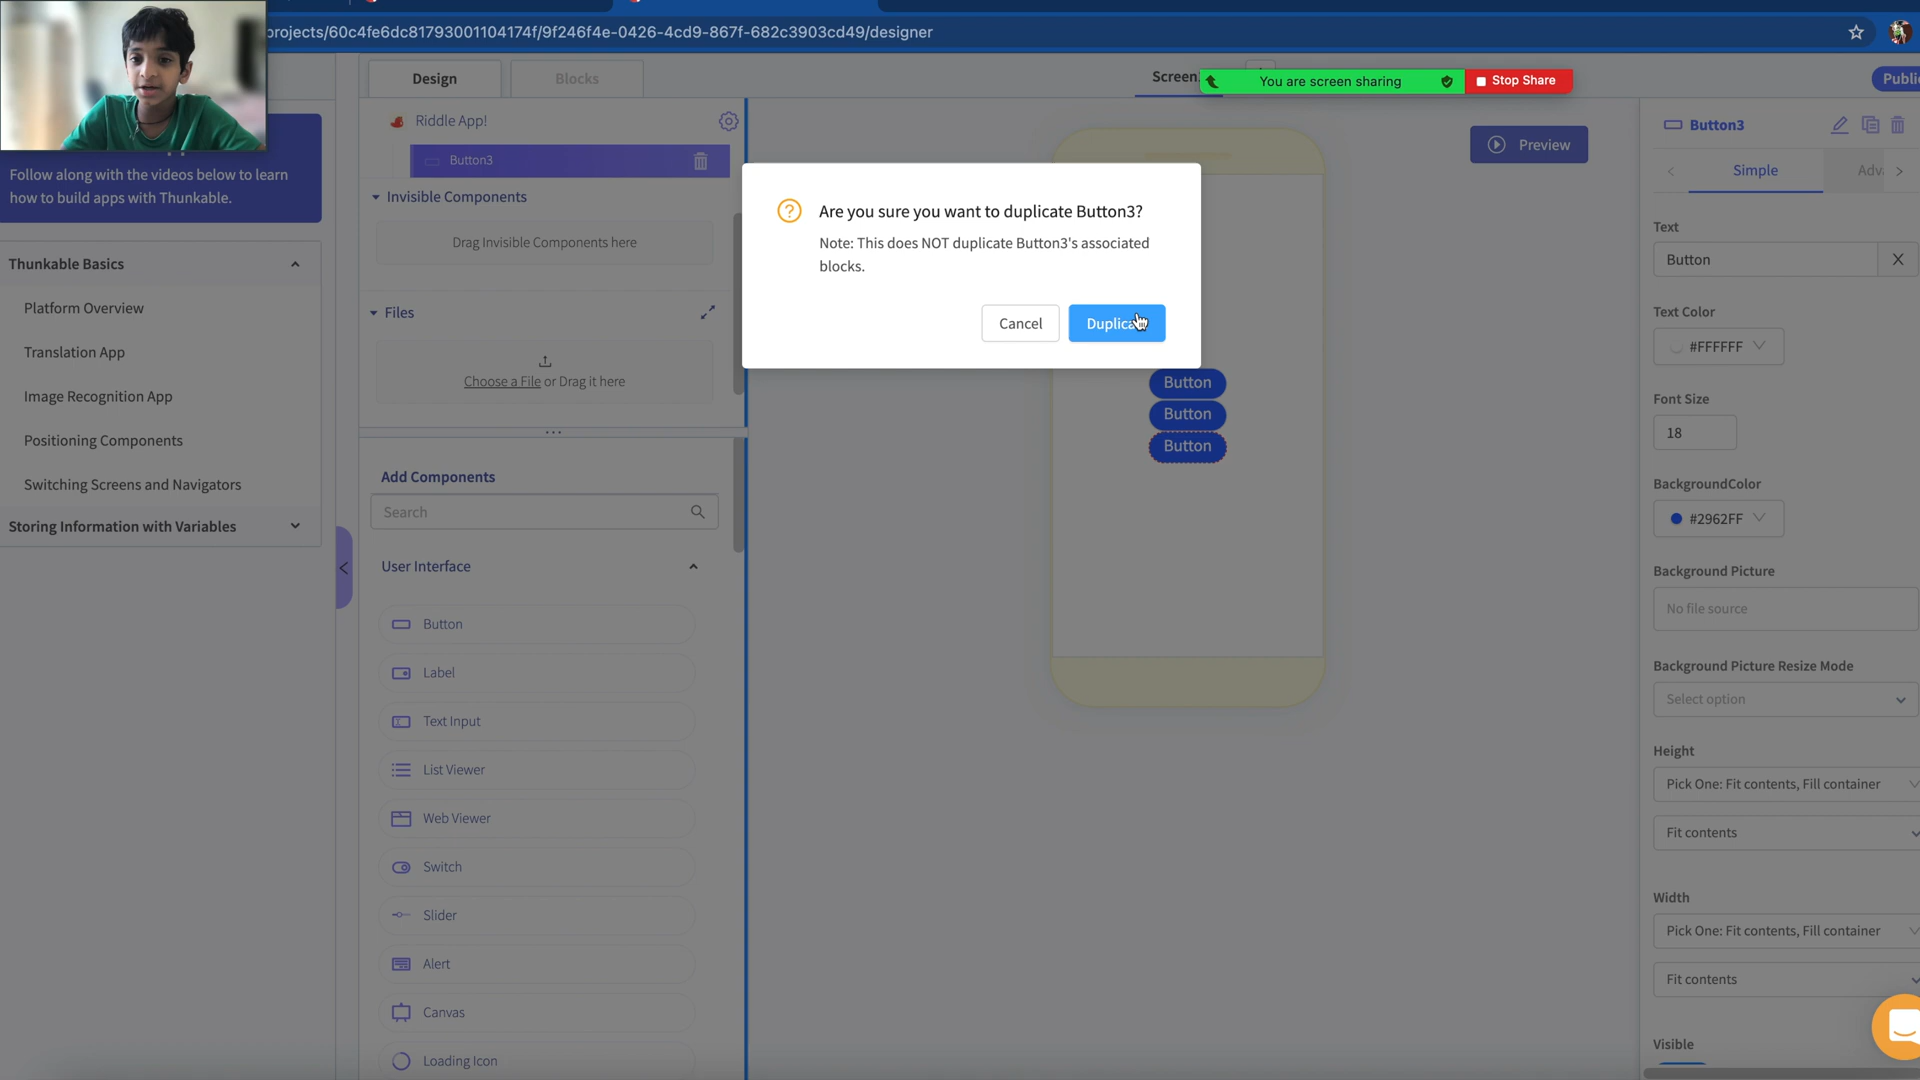 projects/60c4fe6dc81793001104174f/9f246f4e-0426-4cd9-867f-682c3903cd49/designer
Design
Blocks
Screen
You are screen sharing
Stop Share
Riddle App!
Button3
Follow along with the videos below to learn
how to build apps with Thunkable.
Thunkable Basics
Platform Overview
Translation App
Image Recognition App
Positioning Components
Switching Screens and Navigators
Storing Information with Variables
Invisible Components
Drag Invisible Components here
Files
Choose a File or Drag it here
Add Components
Search
User Interface
Button
Label
Text Input
List Viewer
Web Viewer
Switch
Slider
Alert
Canvas
Loading Icon
Are you sure you want to duplicate Button3?
Note: This does NOT duplicate Button3's associated
blocks.
Cancel
Preview
Button
Button
Button
Button3
Simple
Text
Button
Text Color
#FFFFFF
Font Size
18
BackgroundColor
#2962FF
Background Picture
No file source
Background Picture Resize Mode
Select option
Height
Pick One: Fit contents, Fill container
Fit contents
Width
Pick One: Fit contents, Fill container
Fit contents
Visible